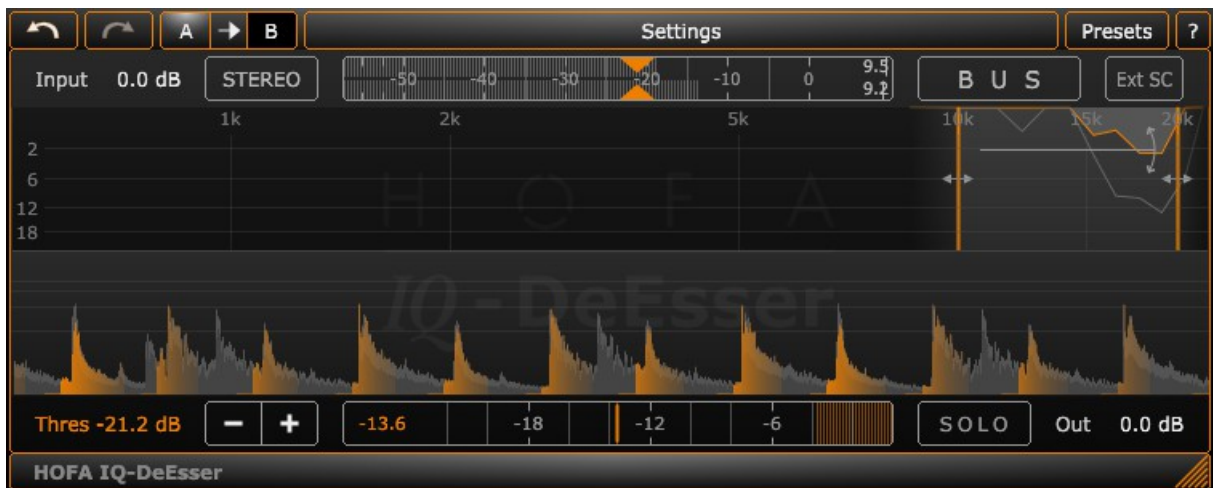 A B Settings Presets ?
Input 0.0 dB STEREO -50 -40 -30 -20 -10 0 9.5 B U S Ext SC
9.2
1k 2k 5k 10k 15k 20k
2
6
12
18
H O F A
IQ-DeEsser
Thres -21.2 dB - + -13.6 -18 -12 -6 SOLO Out 0.0 dB
HOFA IQ-DeEsser